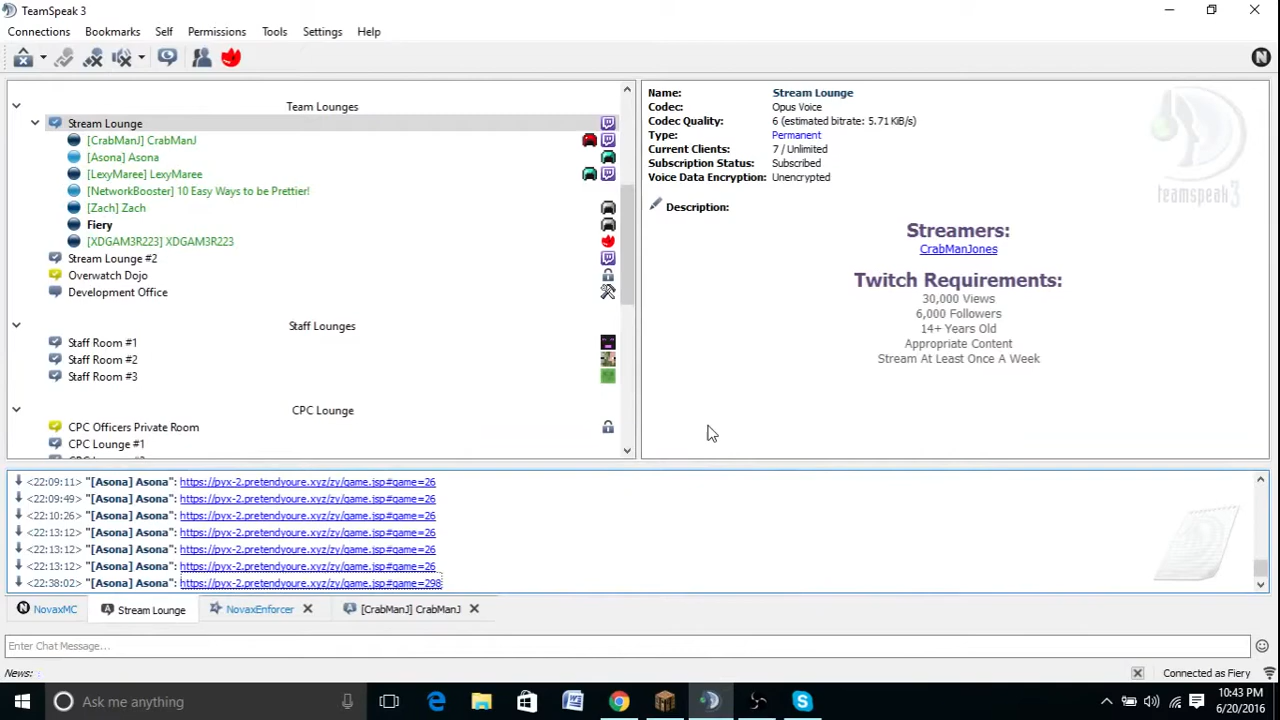 TeamSpeak 3
Connections Bookmarks Self Permissions Tools Settings Help
Team Lounges
Stream Lounge
[CrabManJ] CrabManJ
[Asona] Asona
[LexyMaree] LexyMaree
[NetworkBooster] 10 Easy Ways to be Prettier!
[Zach] Zach
Fiery
[XDGAM3R223] XDGAM3R223
Stream Lounge #2
Overwatch Dojo
Development Office
Staff Lounges
Staff Room #1
Staff Room #2
Staff Room #3
CPC Lounge
CPC Officers Private Room
CPC Lounge #1
Name: Stream Lounge
Codec: Opus Voice
Codec Quality: 6 (estimated bitrate: 5.71 KiB/s)
Type: Permanent
Current Clients: 7 / Unlimited
Subscription Status: Subscribed
Voice Data Encryption: Unencrypted
Description:
Streamers:
CrabManJones
Twitch Requirements:
30,000 Views
6,000 Followers
14+ Years Old
Appropriate Content
Stream At Least Once A Week
teamspeak 3
<22:09:11> "[Asona] Asona": https://pyx-2.pretendyoure.xyz/zy/game.jsp#game=26
<22:09:49> "[Asona] Asona": https://pyx-2.pretendyoure.xyz/zy/game.jsp#game=26
<22:10:26> "[Asona] Asona": https://pyx-2.pretendyoure.xyz/zy/game.jsp#game=26
<22:13:12> "[Asona] Asona": https://pyx-2.pretendyoure.xyz/zy/game.jsp#game=26
<22:13:12> "[Asona] Asona": https://pyx-2.pretendyoure.xyz/zy/game.jsp#game=26
<22:13:12> "[Asona] Asona": https://pyx-2.pretendyoure.xyz/zy/game.jsp#game=26
<22:38:02> "[Asona] Asona": https://pyx-2.pretendyoure.xyz/zy/game.jsp#game=298
NovaxMC Stream Lounge NovaxEnforcer [CrabManJ] CrabManJ
Enter Chat Message...
News: Connected as Fiery
Ask me anything
10:43 PM
6/20/2016